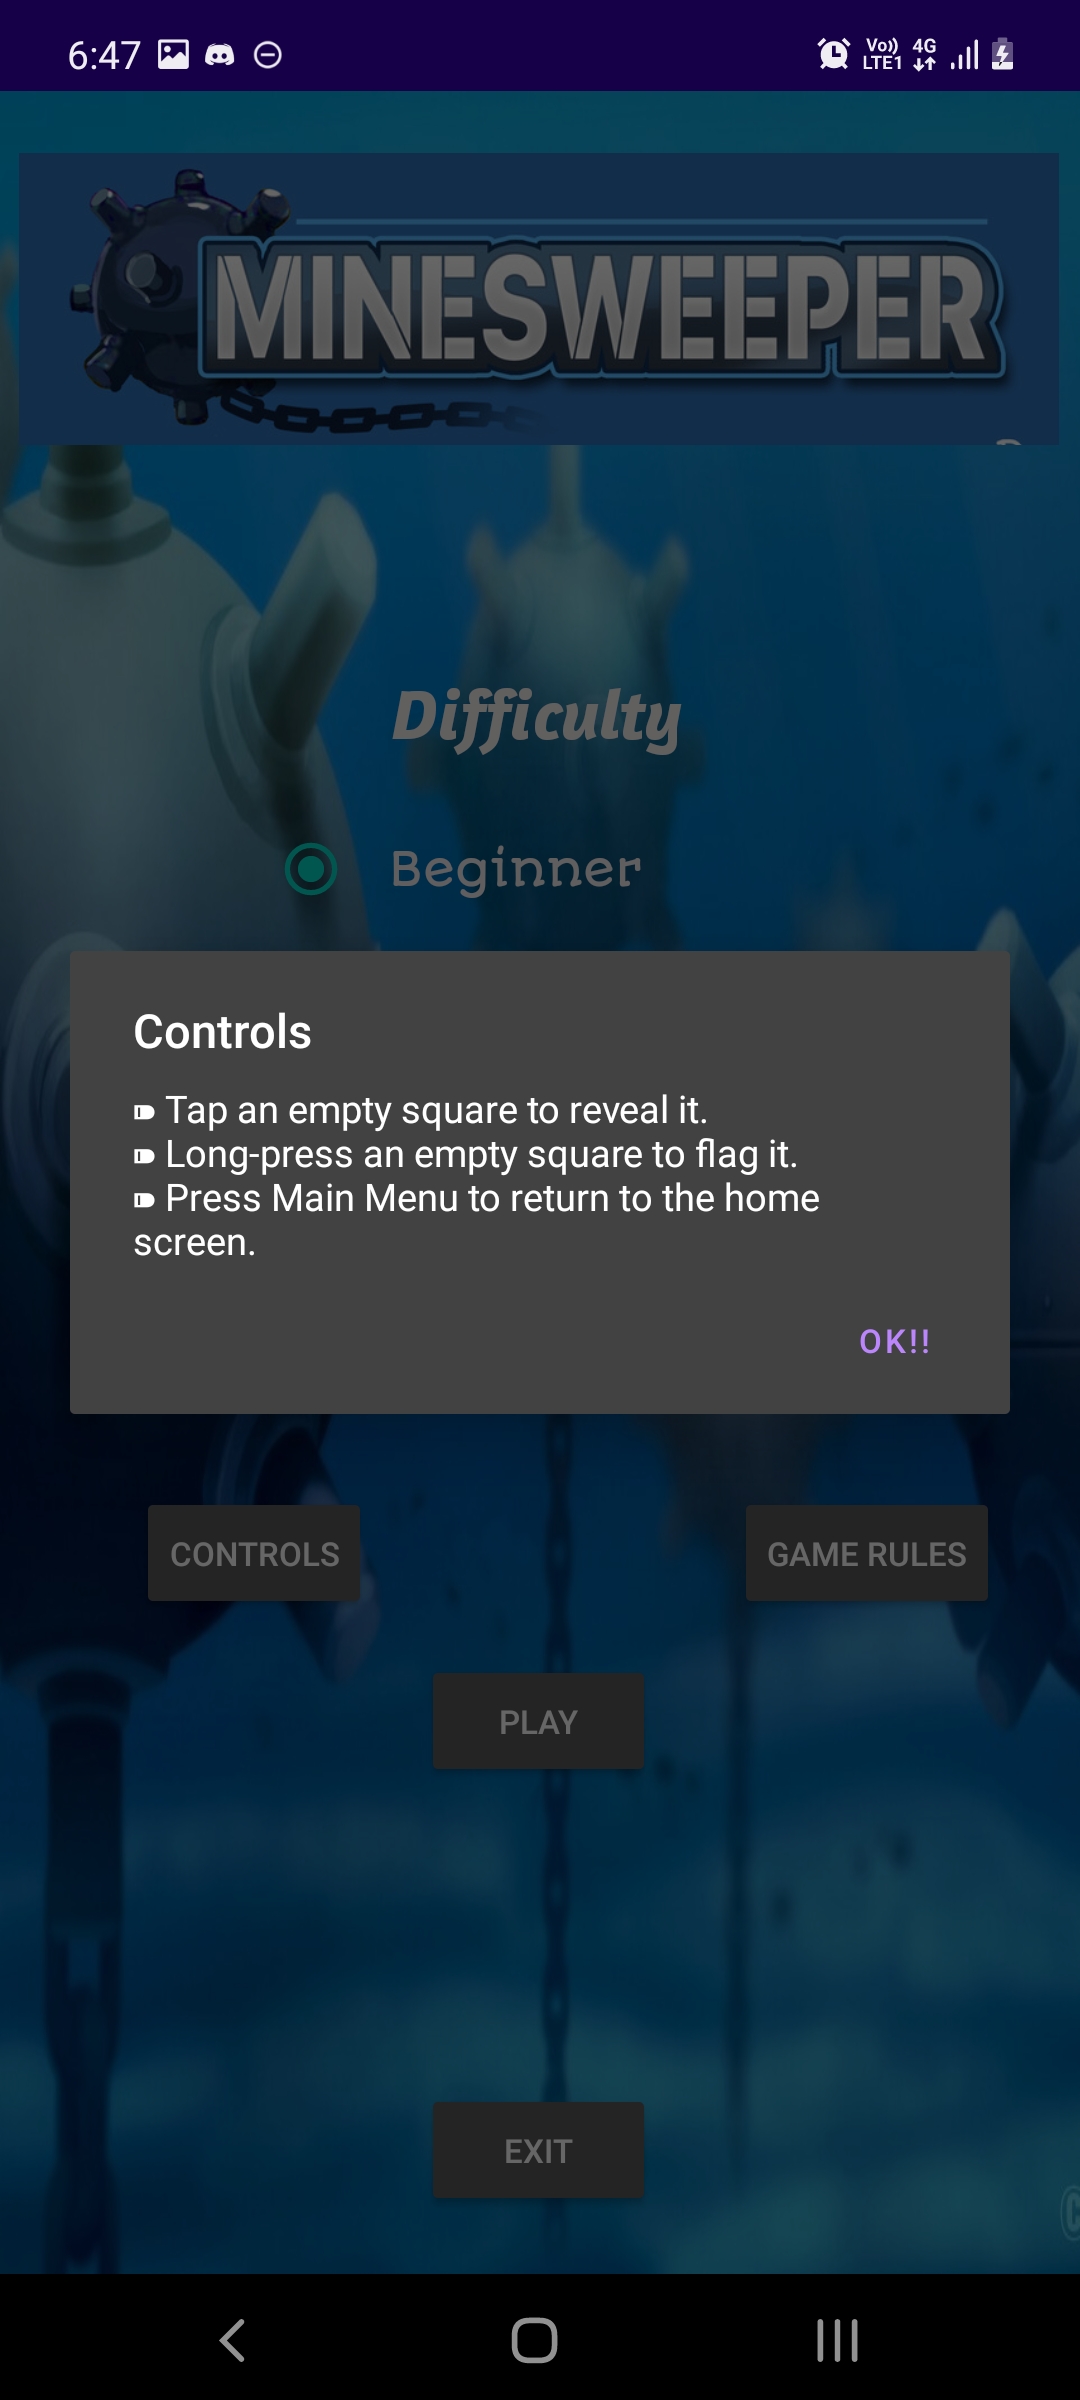 6:47 Vo)) LTE1 4G
MINESWEEPER
Difficulty
Beginner
Controls
Tap an empty square to reveal it.
Long-press an empty square to flag it.
Press Main Menu to return to the home
screen.
OK!!
CONTROLS GAME RULES
PLAY
EXIT